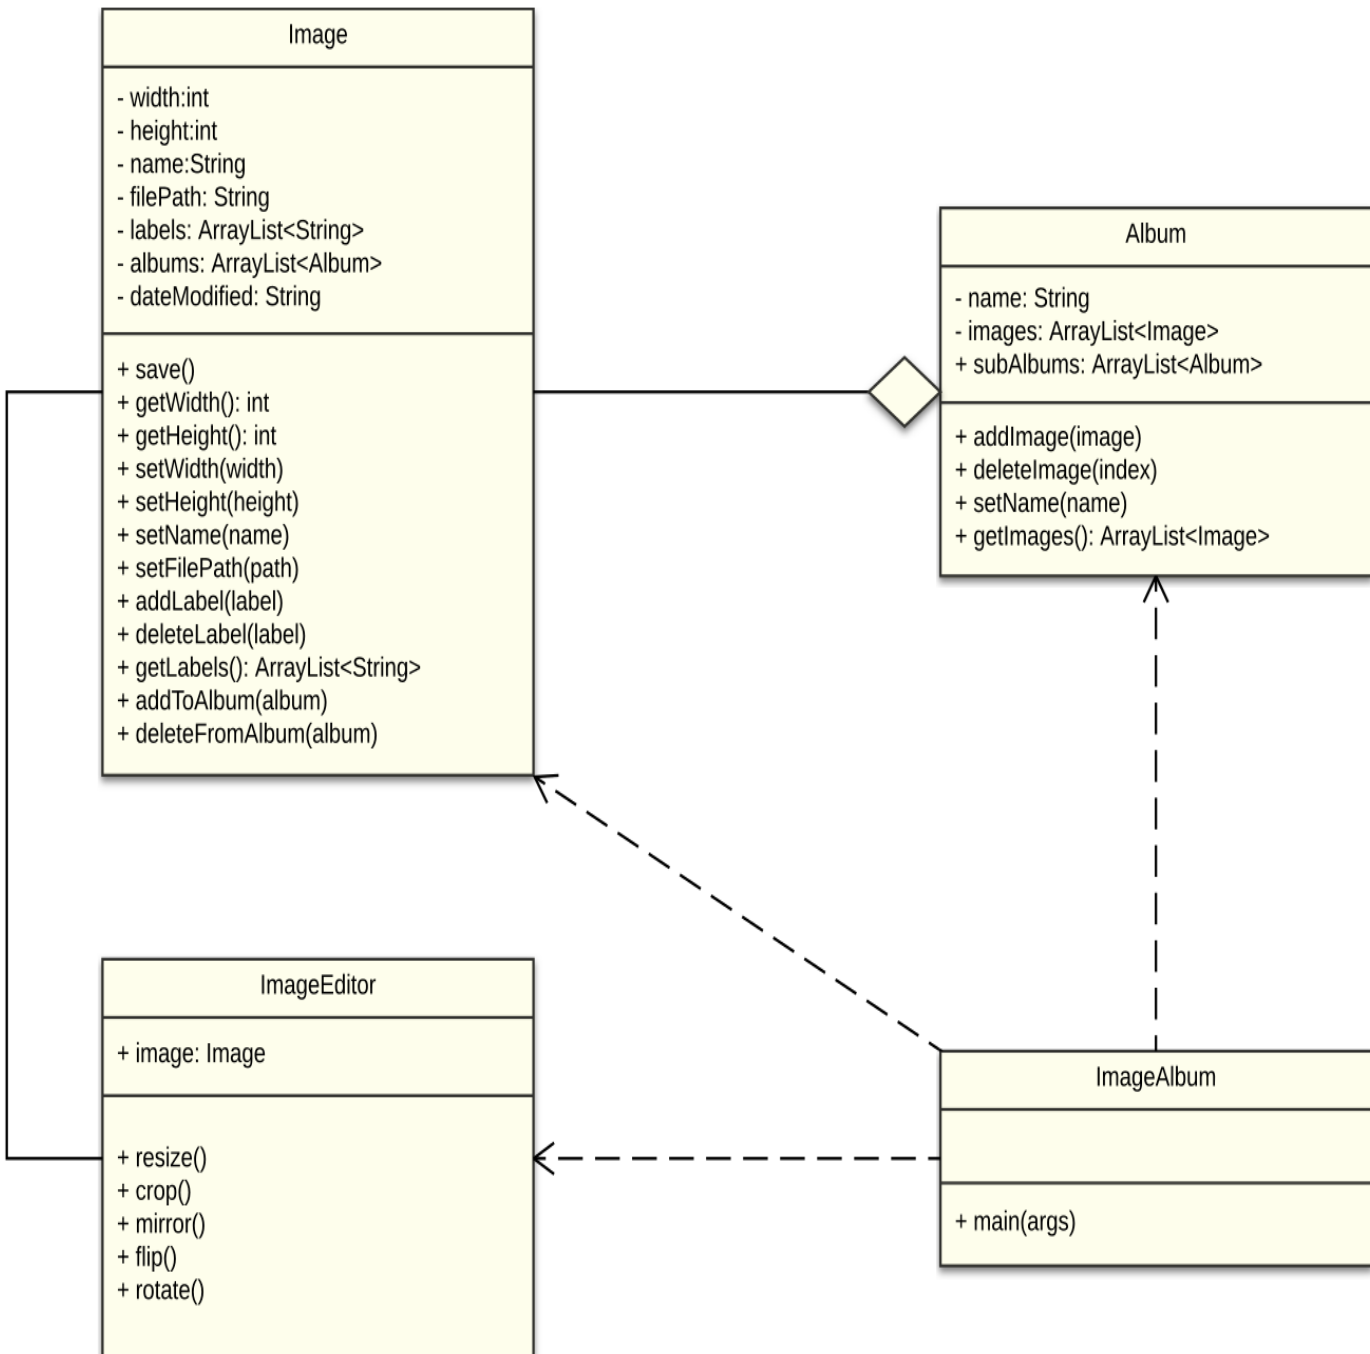 Image
- width:int
- height:int
- name:String
- filePath: String
- labels: ArrayList<String>
- albums: ArrayList<Album>
- dateModified: String
+ save()
+ getWidth(): int
+ getHeight(): int
+ setWidth(width)
+ setHeight(height)
+ setName(name)
+ setFilePath(path)
+ addLabel(label)
+ deleteLabel(label)
+ getLabels(): ArrayList<String>
+ addToAlbum(album)
+ deleteFromAlbum(album)
Album
- name: String
- images: ArrayList<Image>
+ subAlbums: ArrayList<Album>
+ addImage(image)
+ deleteImage(index)
+ setName(name)
+ getImages(): ArrayList<Image>
ImageEditor
+ image: Image
+ resize()
+ crop()
+ mirror()
+ flip()
+ rotate()
ImageAlbum
+ main(args)